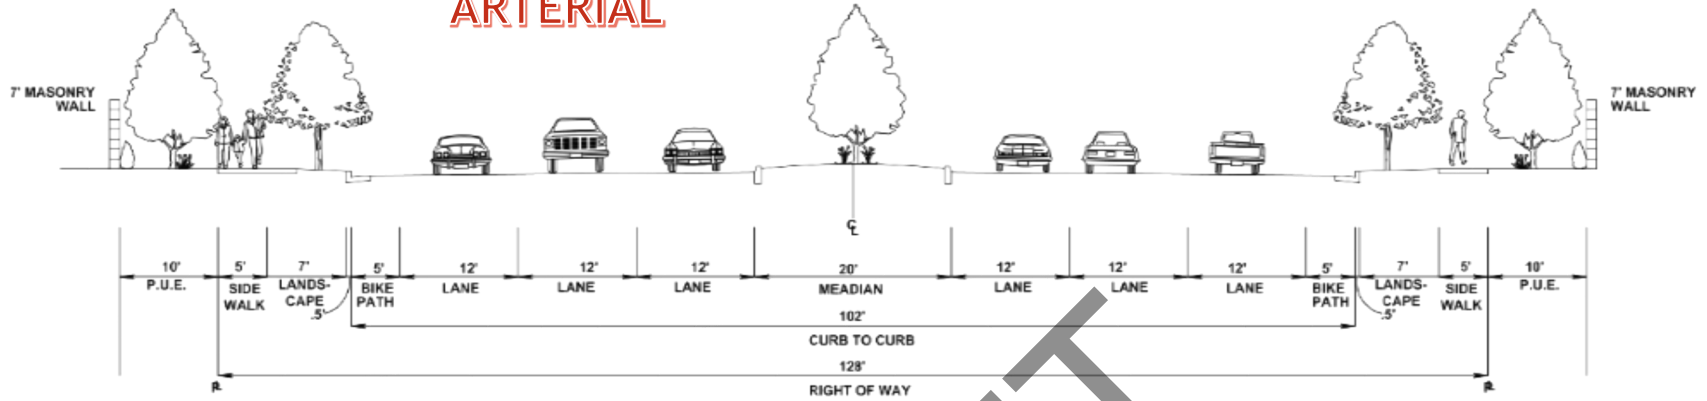 ARTERIAL
7' MASONRY
WALL
7' MASONRY
WALL
℄
10' 5' 7' 5' 12' 12' 12' 20' 12' 12' 12' 5' 7' 5' 10'
P.U.E. SIDE WALK LANDS-CAPE BIKE PATH LANE LANE LANE MEADIAN LANE LANE LANE BIKE PATH LANDS-CAPE SIDE WALK P.U.E.
.5' .5'
102'
CURB TO CURB
128'
RIGHT OF WAY